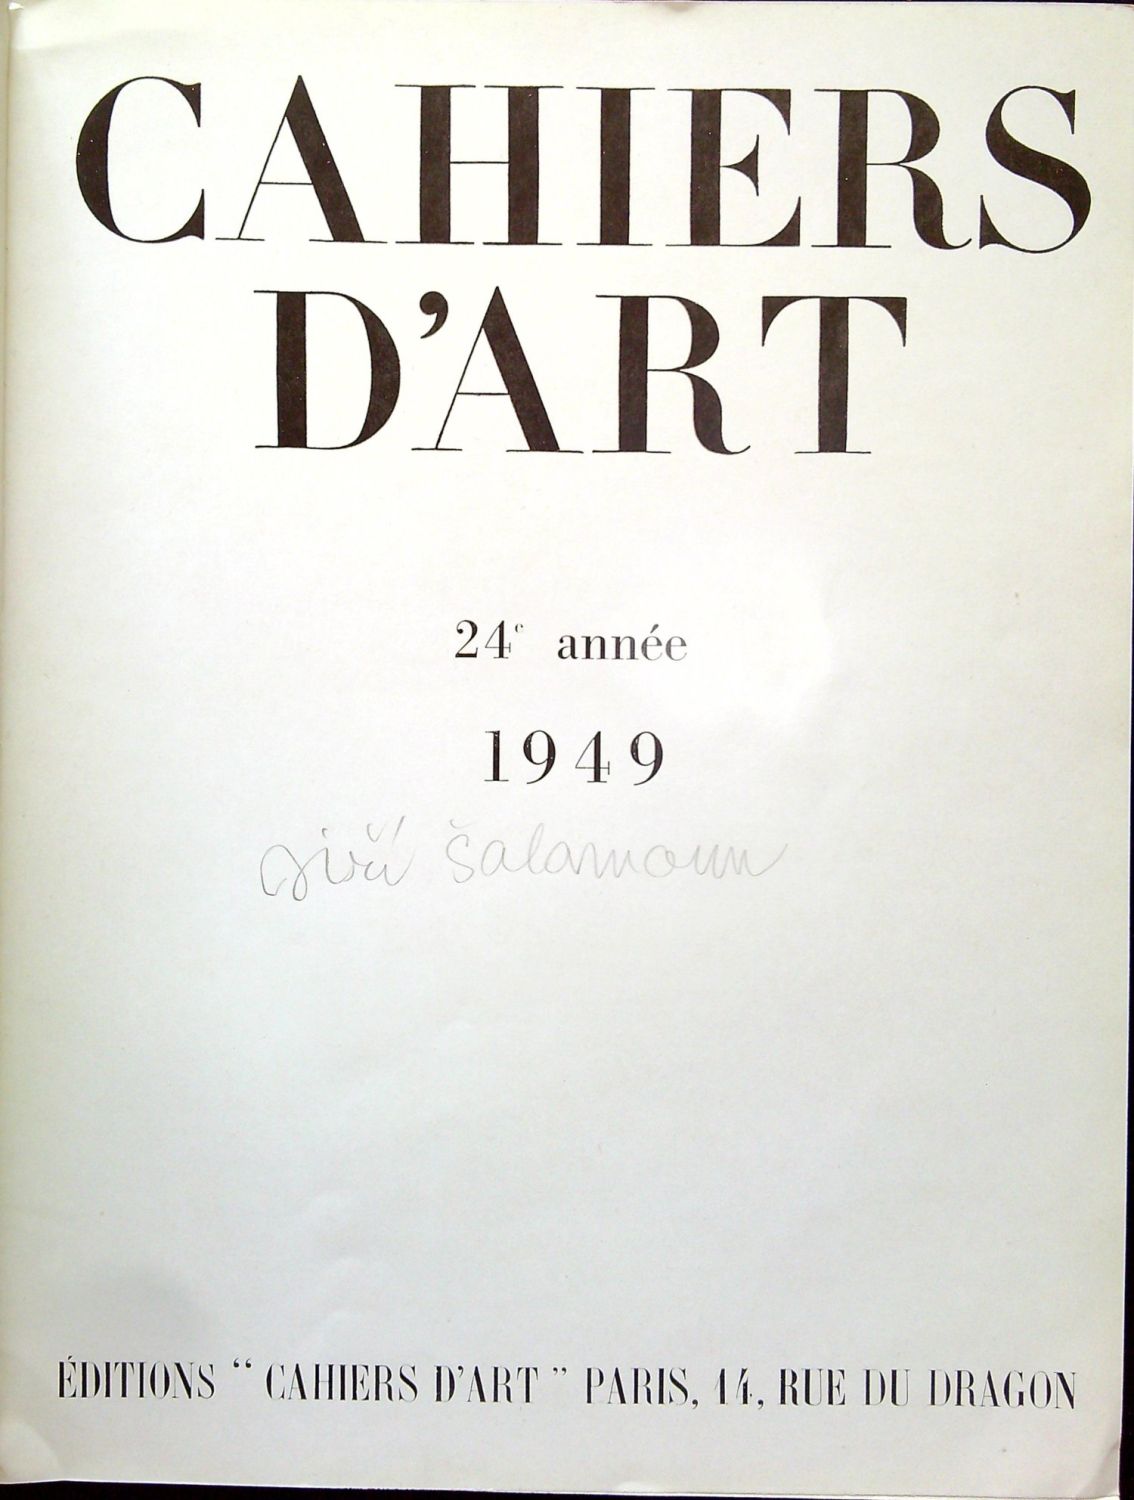 CAHIERS
D'ART
24e année
1949
Jiří Šalamoun
ÉDITIONS “ CAHIERS D'ART ” PARIS, 14, RUE DU DRAGON